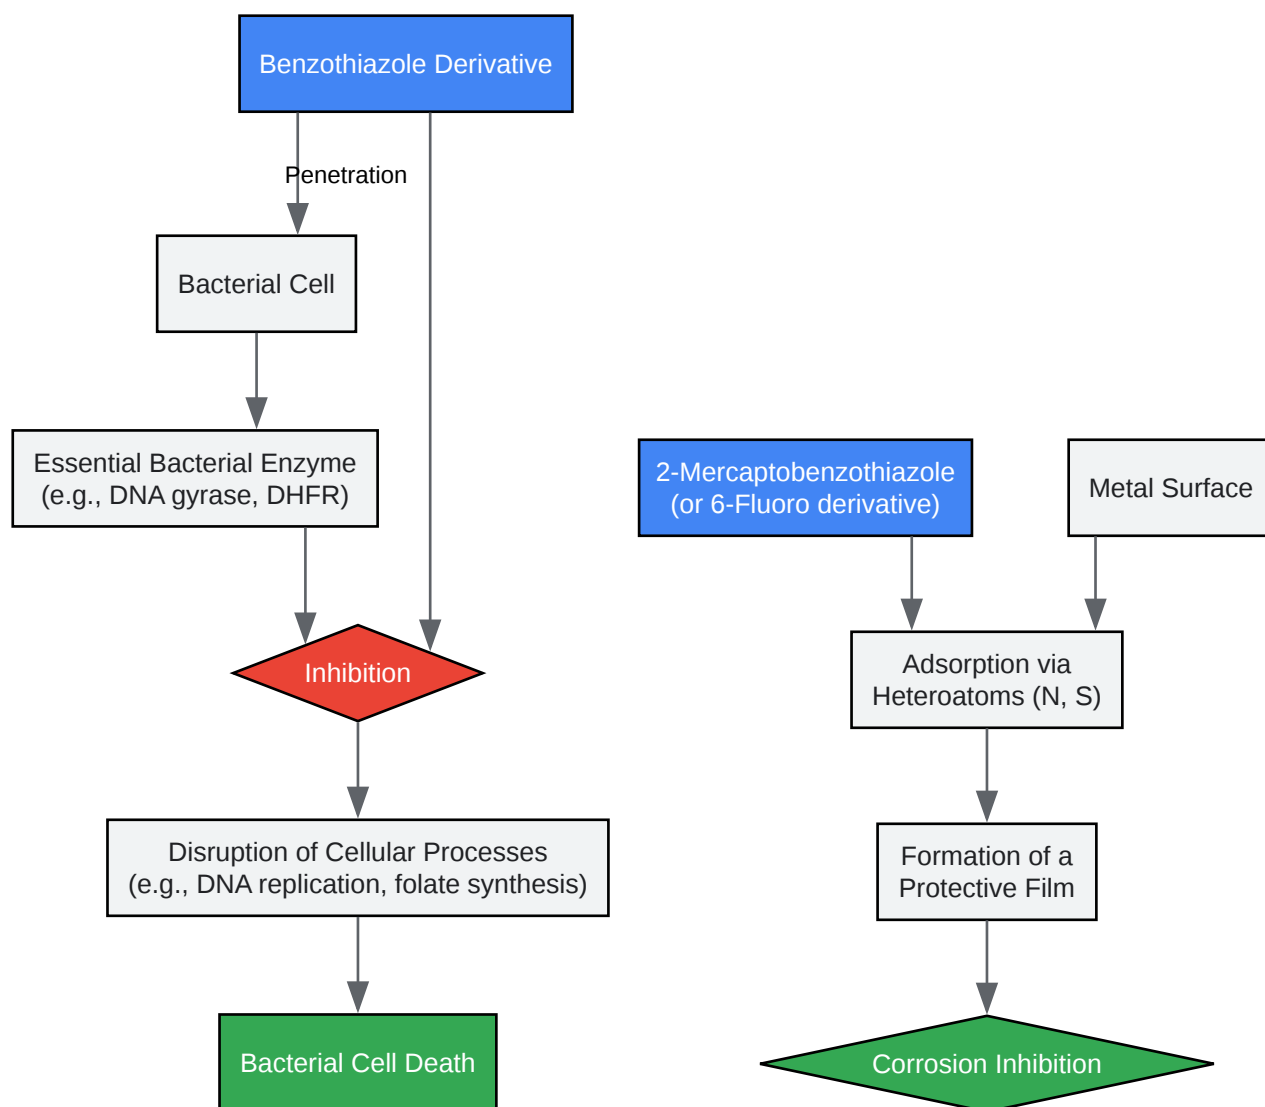 Benzothiazole Derivative
Penetration
Bacterial Cell
Essential Bacterial Enzyme
(e.g., DNA gyrase, DHFR)
Inhibition
Disruption of Cellular Processes
(e.g., DNA replication, folate synthesis)
Bacterial Cell Death
2-Mercaptobenzothiazole
(or 6-Fluoro derivative)
Metal Surface
Adsorption via
Heteroatoms (N, S)
Formation of a
Protective Film
Corrosion Inhibition